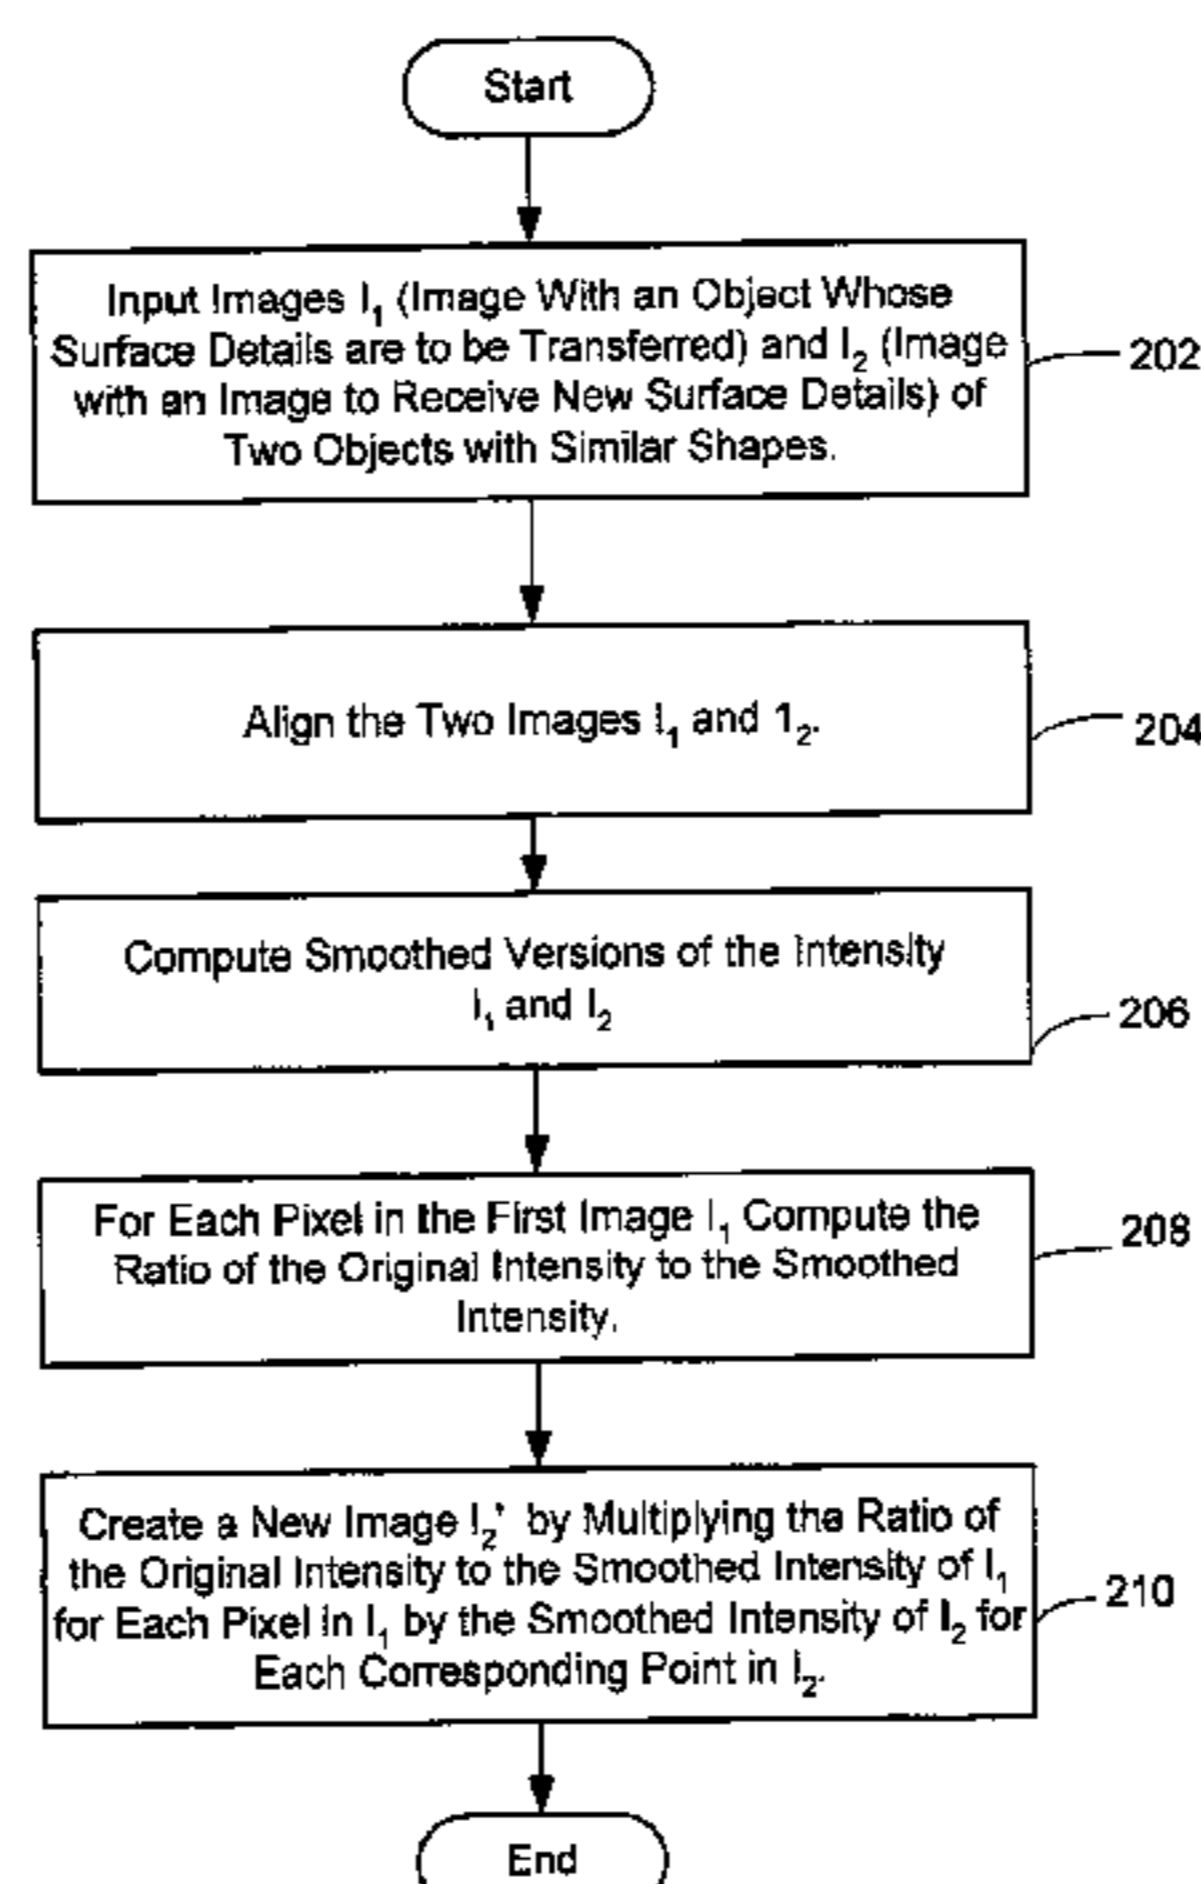 Start
Input Images I₁ (Image With an Object Whose
Surface Details are to be Transferred) and I₂ (Image
with an Image to Receive New Surface Details) of
Two Objects with Similar Shapes.
202
Align the Two Images I₁ and 1₂.
204
Compute Smoothed Versions of the Intensity
I₁ and I₂
206
For Each Pixel in the First Image I₁ Compute the
Ratio of the Original Intensity to the Smoothed
Intensity.
208
Create a New Image I₂' by Multiplying the Ratio of
the Original Intensity to the Smoothed Intensity of I₁
for Each Pixel in I₁ by the Smoothed Intensity of I₂ for
Each Corresponding Point in I₂.
210
End